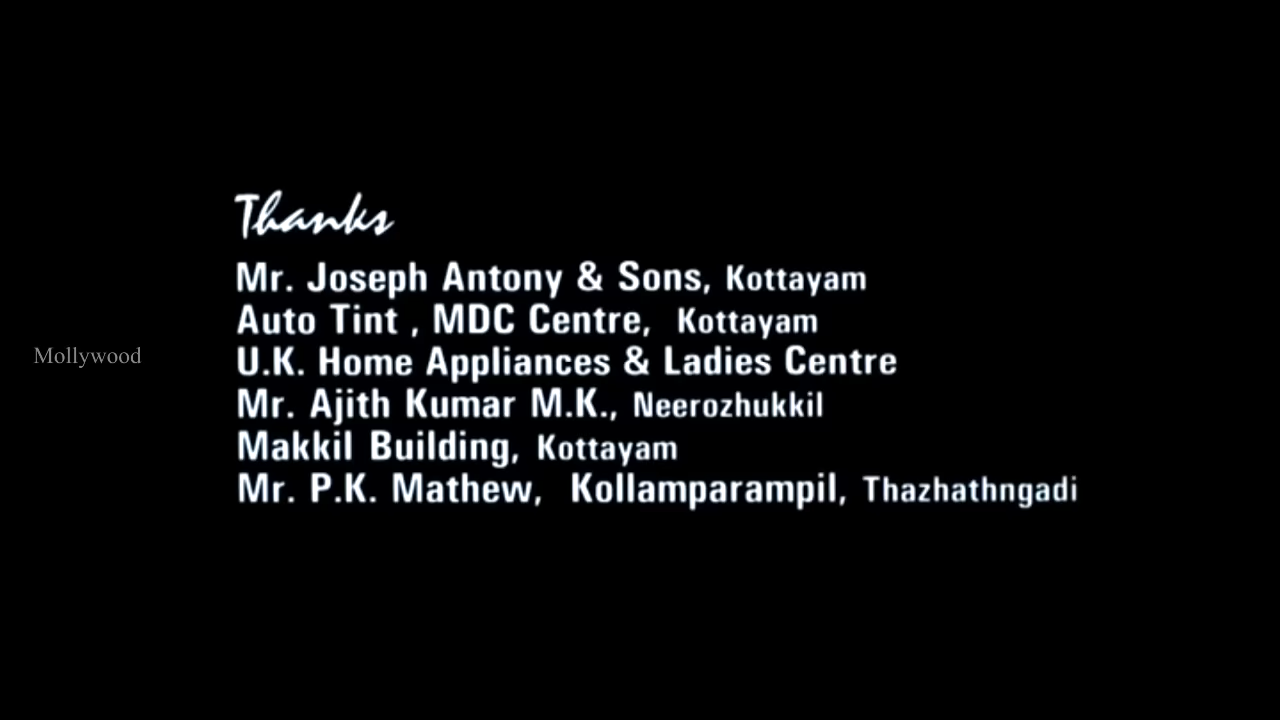 Thanks
Mr. Joseph Antony & Sons, Kottayam
Auto Tint , MDC Centre, Kottayam
Mollywood
U.K. Home Appliances & Ladies Centre
Mr. Ajith Kumar M.K., Neerozhukkil
Makkil Building, Kottayam
Mr. P.K. Mathew, Kollamparampil, Thazhathngadi